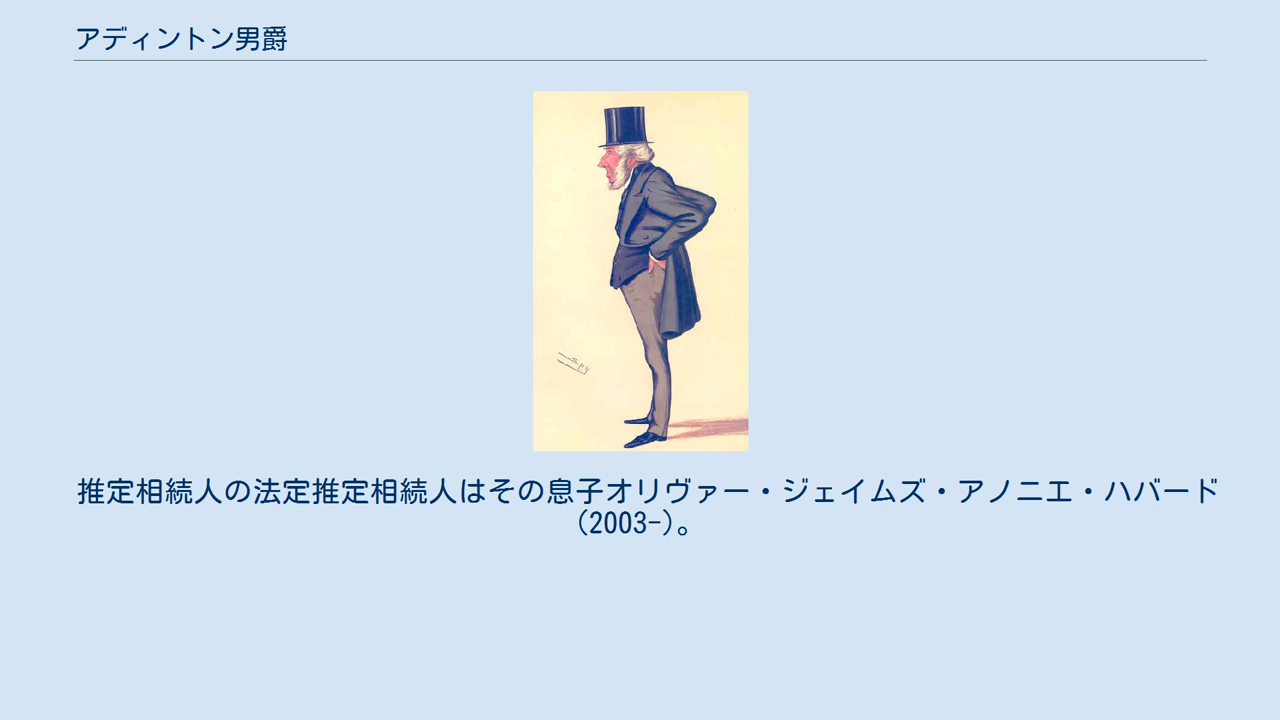 アディントン男爵
Spy
推定相続人の法定推定相続人はその息子オリヴァー・ジェイムズ・アノニエ・ハバード
(2003-)。